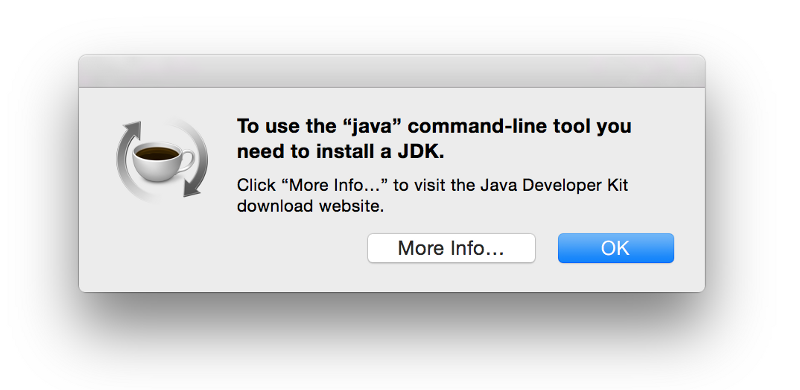 To use the “java” command-line tool you
need to install a JDK.
Click “More Info…” to visit the Java Developer Kit
download website.
More Info…
OK